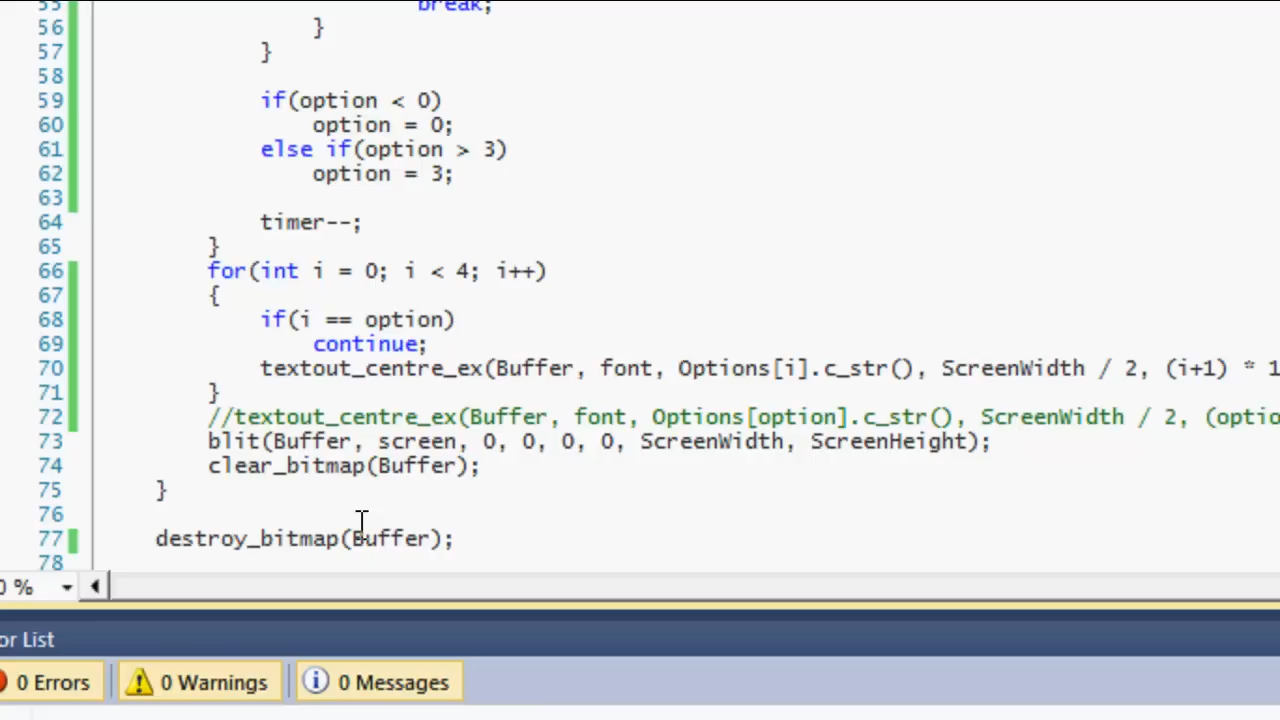 55 break;
56 }
57 }
58
59 if(option < 0)
60 option = 0;
61 else if(option > 3)
62 option = 3;
63
64 timer--;
65 }
66 for(int i = 0; i < 4; i++)
67 {
68 if(i == option)
69 continue;
70 textout_centre_ex(Buffer, font, Options[i].c_str(), ScreenWidth / 2, (i+1) * 1
71 }
72 //textout_centre_ex(Buffer, font, Options[option].c_str(), ScreenWidth / 2, (optio
73 blit(Buffer, screen, 0, 0, 0, 0, ScreenWidth, ScreenHeight);
74 clear_bitmap(Buffer);
75 }
76
77 destroy_bitmap(Buffer);
78
0 %
or List
0 Errors 0 Warnings 0 Messages